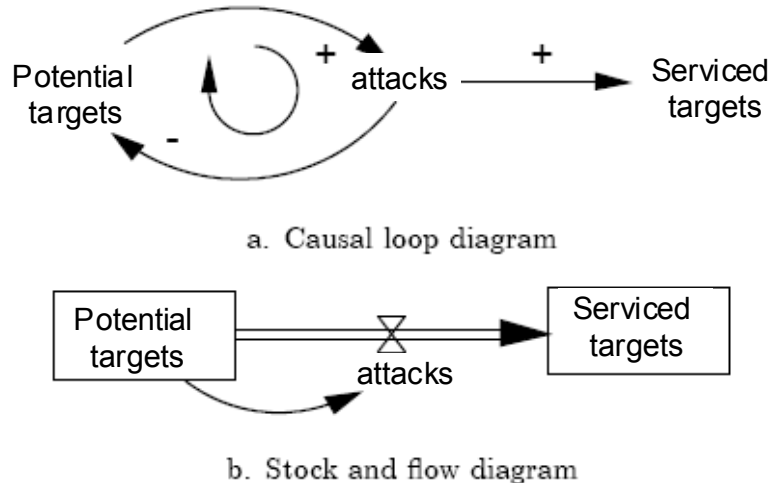 Potential
targets
+
attacks
+
Serviced
targets
-
a. Causal loop diagram
Potential
targets
attacks
Serviced
targets
b. Stock and flow diagram